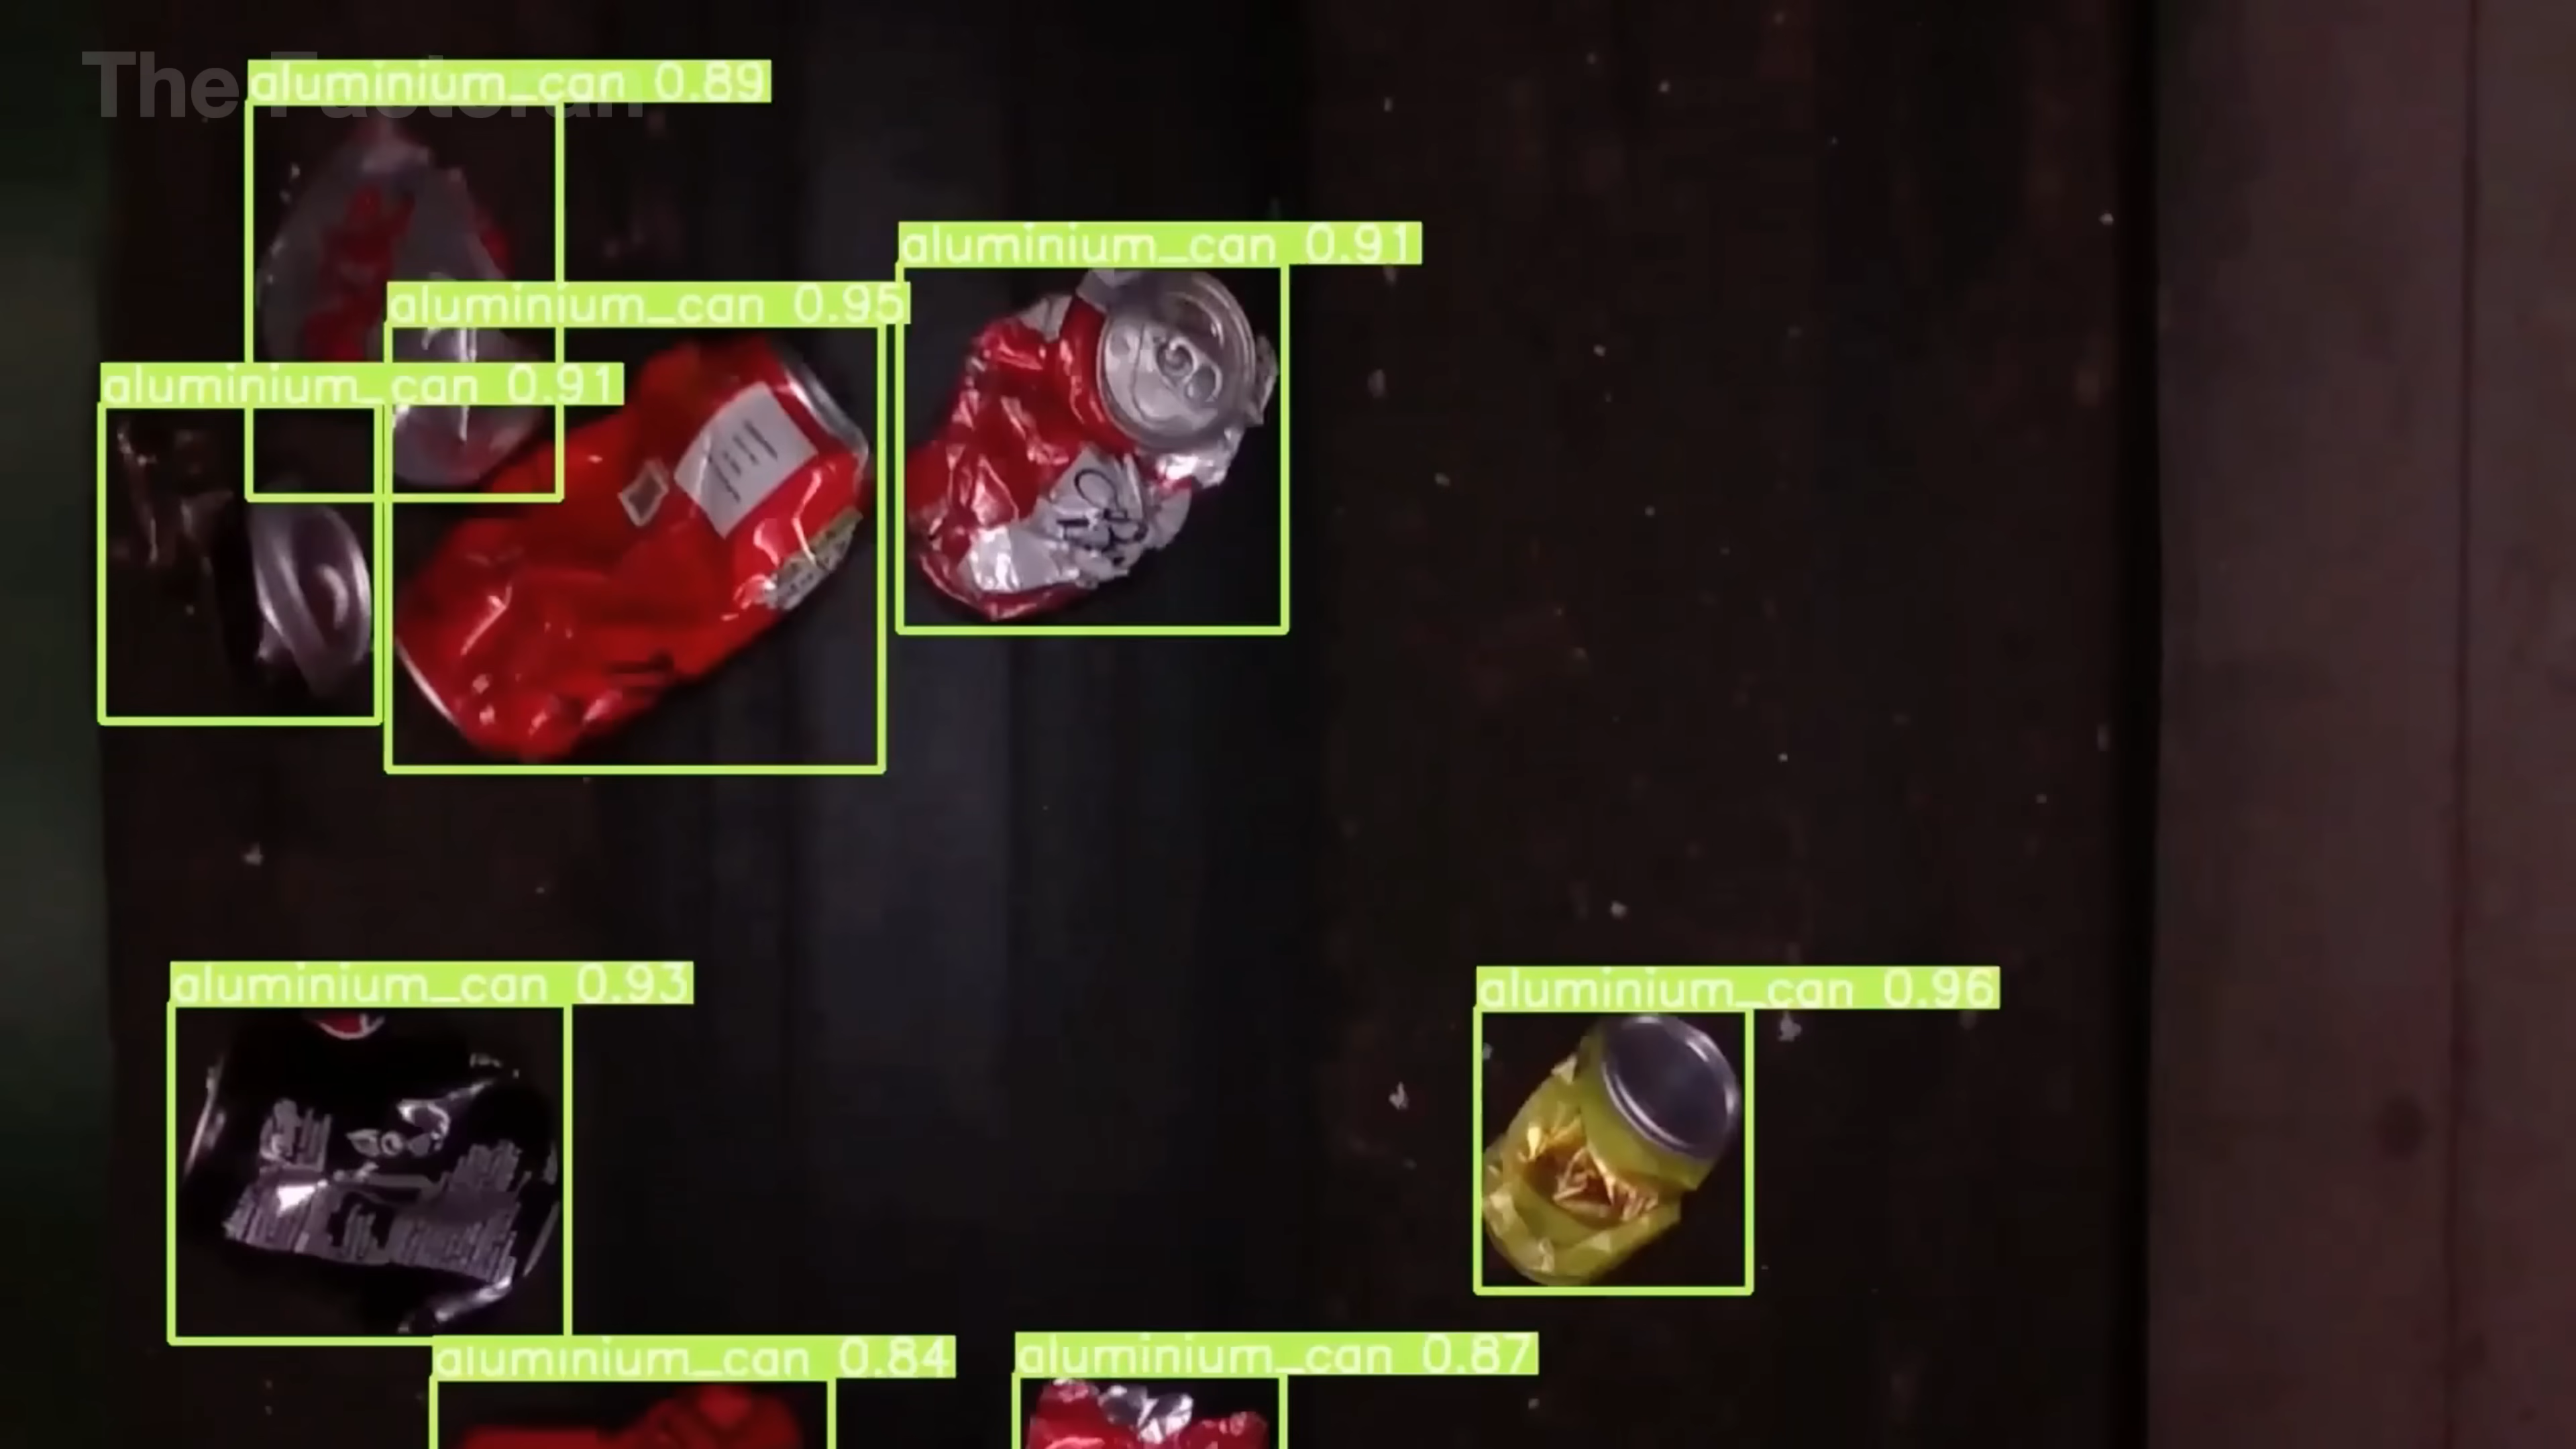 The Factorian
aluminium_can 0.89
aluminium_can 0.91
aluminium_can 0.95
aluminium_can 0.91
aluminium_can 0.93
aluminium_can 0.96
aluminium_can 0.84
aluminium_can 0.87